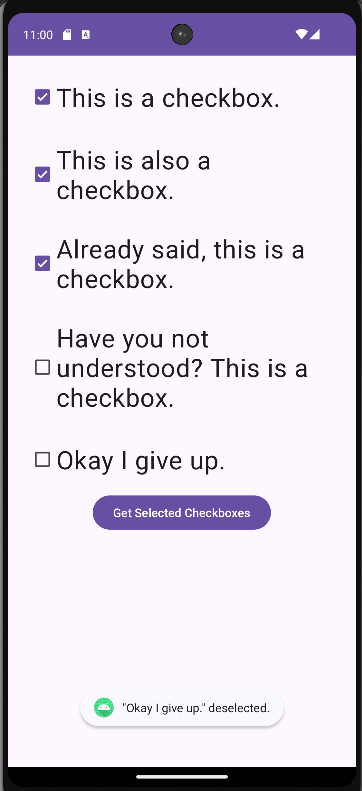 11:00
This is a checkbox.
This is also a
checkbox.
Already said, this is a
checkbox.
Have you not
understood? This is a
checkbox.
Okay I give up.
Get Selected Checkboxes
"Okay I give up." deselected.